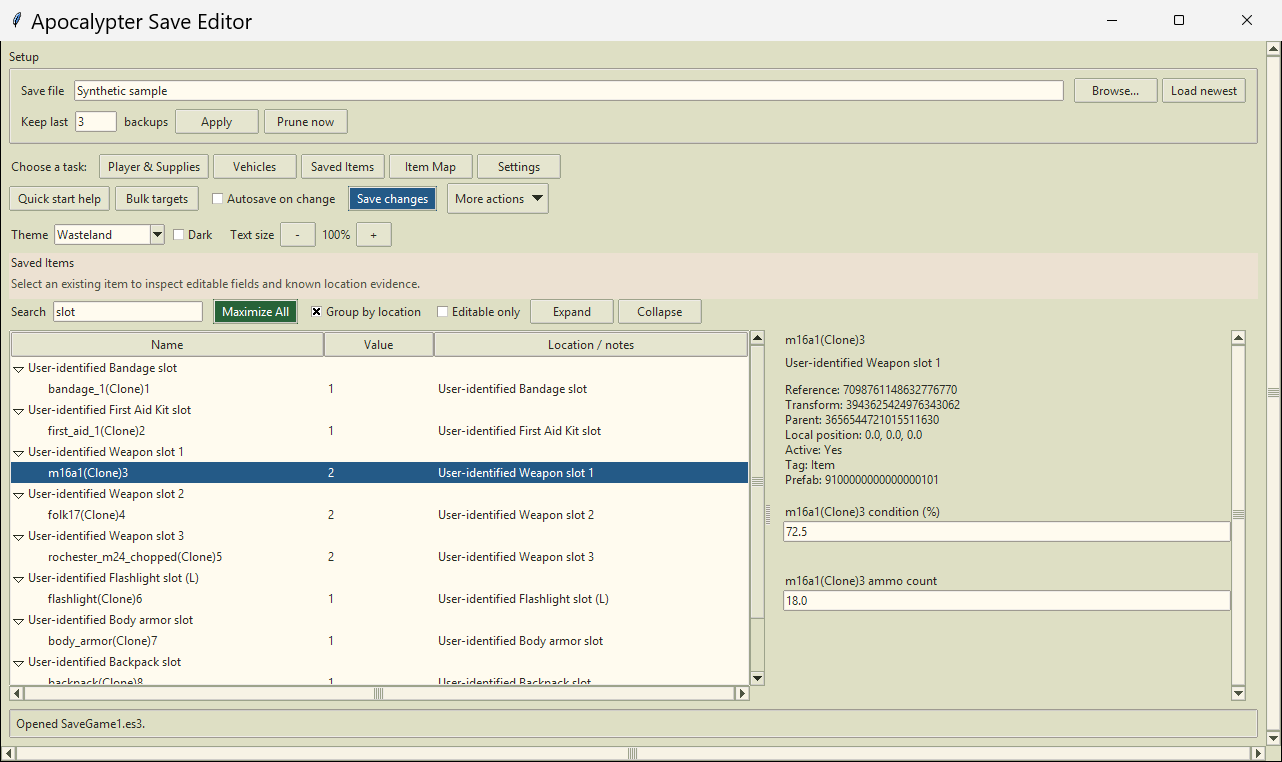 Apocalypter Save Editor
Setup
Save file Synthetic sample Browse... Load newest
Keep last 3 backups Apply Prune now
Choose a task: Player & Supplies Vehicles Saved Items Item Map Settings
Quick start help Bulk targets Autosave on change Save changes More actions
Theme Wasteland Dark Text size - 100% +
Saved Items
Select an existing item to inspect editable fields and known location evidence.
Search slot Maximize All Group by location Editable only Expand Collapse
Name Value Location / notes
User-identified Bandage slot
bandage_1(Clone)1 1 User-identified Bandage slot
User-identified First Aid Kit slot
first_aid_1(Clone)2 1 User-identified First Aid Kit slot
User-identified Weapon slot 1
m16a1(Clone)3 2 User-identified Weapon slot 1
User-identified Weapon slot 2
folk17(Clone)4 2 User-identified Weapon slot 2
User-identified Weapon slot 3
rochester_m24_chopped(Clone)5 2 User-identified Weapon slot 3
User-identified Flashlight slot (L)
flashlight(Clone)6 1 User-identified Flashlight slot (L)
User-identified Body armor slot
body_armor(Clone)7 1 User-identified Body armor slot
User-identified Backpack slot
backpack(Clone)8 1 User-identified Backpack slot
m16a1(Clone)3
User-identified Weapon slot 1
Reference: 7098761148632776770
Transform: 3943625424976343062
Parent: 3656544721015511630
Local position: 0.0, 0.0, 0.0
Active: Yes
Tag: Item
Prefab: 9100000000000000101
m16a1(Clone)3 condition (%)
72.5
m16a1(Clone)3 ammo count
18.0
Opened SaveGame1.es3.